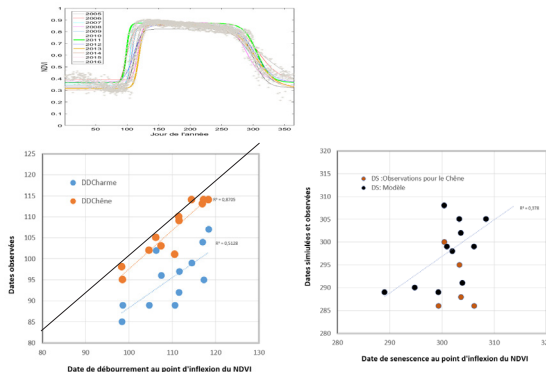 1
0.9
0.8
0.7
0.6
0.5
0.4
0.3
0.2
0.1
0
NDVI
2005
2006
2007
2008
2009
2010
2011
2012
2013
2014
2015
2016
50 100 150 200 250 300 350
Jour de l'année
125
120
115
110
105
100
95
90
85
80
Dates observées
DDCharme
DDChêne
R² = 0,8700
R² = 0,5428
80 90 100 110 120 130
Date de débourrement au point d'inflexion du NDVI
320
315
310
305
300
295
290
285
280
Dates simulées et observées
DS :Observations pour le Chêne
DS: Modèle
R² = 0,379
280 290 300 310 320
Date de senescence au point d'inflexion du NDVI